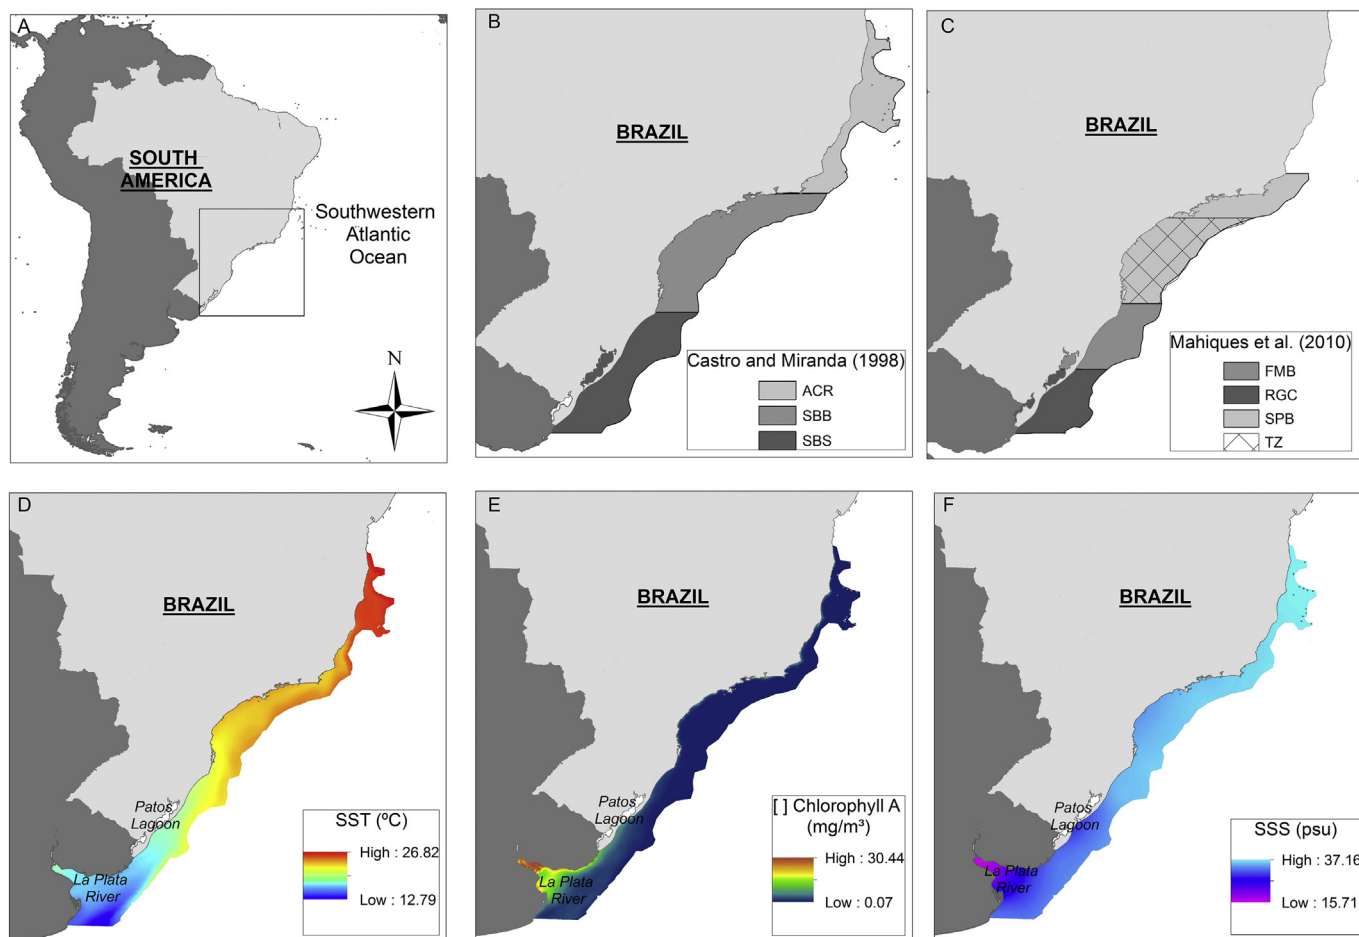 A
SOUTH
AMERICA
Southwestern
Atlantic
Ocean
N
B
BRAZIL
Castro and Miranda (1998)
ACR
SBB
SBS
C
BRAZIL
Mahiques et al. (2010)
FMB
RGC
SPB
TZ
D
BRAZIL
Patos
Lagoon
La Plata
River
SST (ºC)
High : 26.82
Low : 12.79
E
BRAZIL
Patos
Lagoon
La Plata
River
[ ] Chlorophyll A
(mg/m³)
High : 30.44
Low : 0.07
F
BRAZIL
Patos
Lagoon
La Plata
River
SSS (psu)
High : 37.16
Low : 15.71